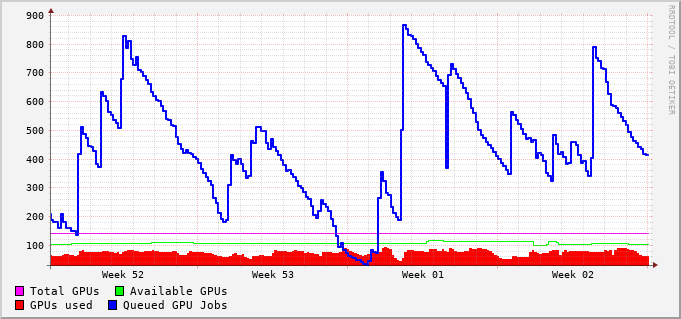 900
800
700
600
500
400
300
200
100
Week 52 Week 53 Week 01 Week 02
Total GPUs Available GPUs
GPUs used Queued GPU Jobs
RRDTOOL / TOBI OETIKER